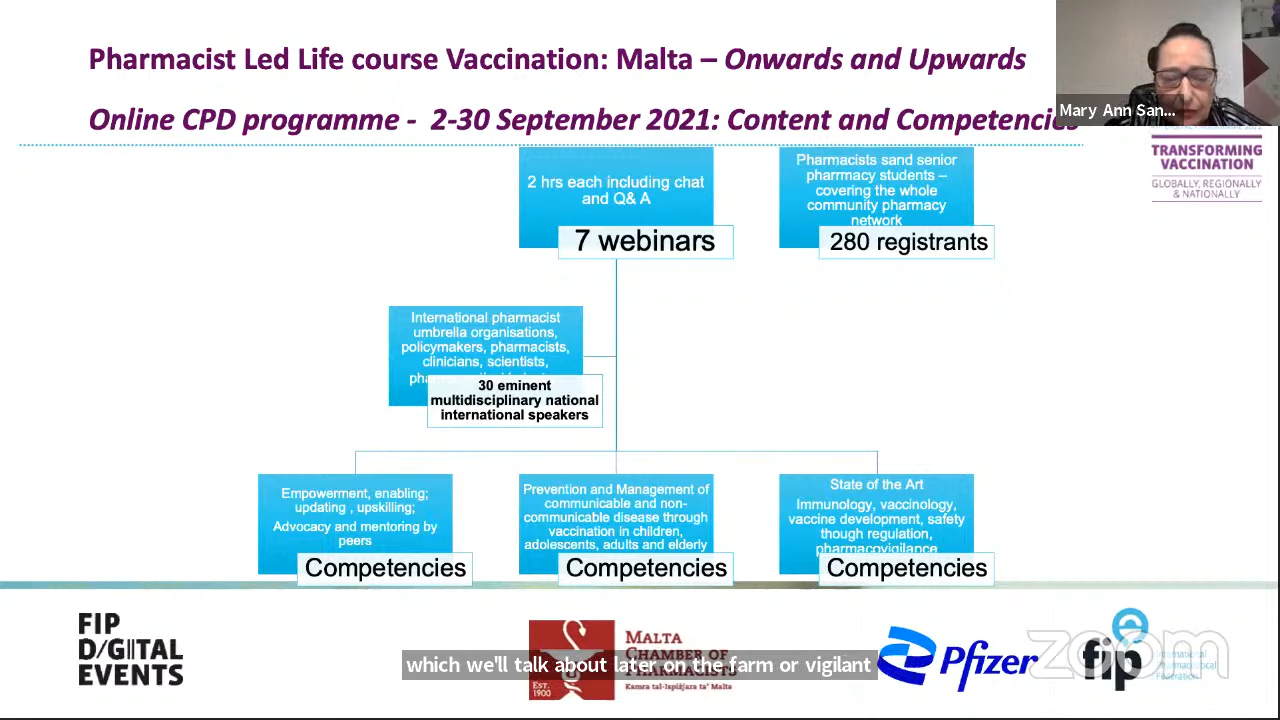 Pharmacist Led Life course Vaccination: Malta – Onwards and Upwards
Online CPD programme - 2-30 September 2021: Content and Competencies
Mary Ann San...
TRANSFORMING
VACCINATION
GLOBALLY, REGIONALLY
& NATIONALLY
2 hrs each including chat
and Q& A
7 webinars
Pharmacists sand senior
pharrmacy students –
covering the whole
community pharmacy
network
280 registrants
International pharmacist
umbrella organisations,
policymakers, pharmacists,
clinicians, scientists,
30 eminent
multidisciplinary national
international speakers
Empowerment, enabling;
updating , upskilling;
Advocacy and mentoring by
peers
Competencies
Prevention and Management of
communicable and non-
communicable disease through
vaccination in children,
adolescents, adults and elderly
Competencies
State of the Art
Immunology, vaccinology,
vaccine development, safety
though regulation,
pharmacovigilance
Competencies
FIP
DIGITAL
EVENTS
EST.
1900
MALTA
CHAMBER OF
PHARMACISTS
Kamra tal-Ispiżjara ta' Malta
which we'll talk about later on the farm or vigilant
Pfizer
fip
International
Pharmaceutical
Federation
zoom